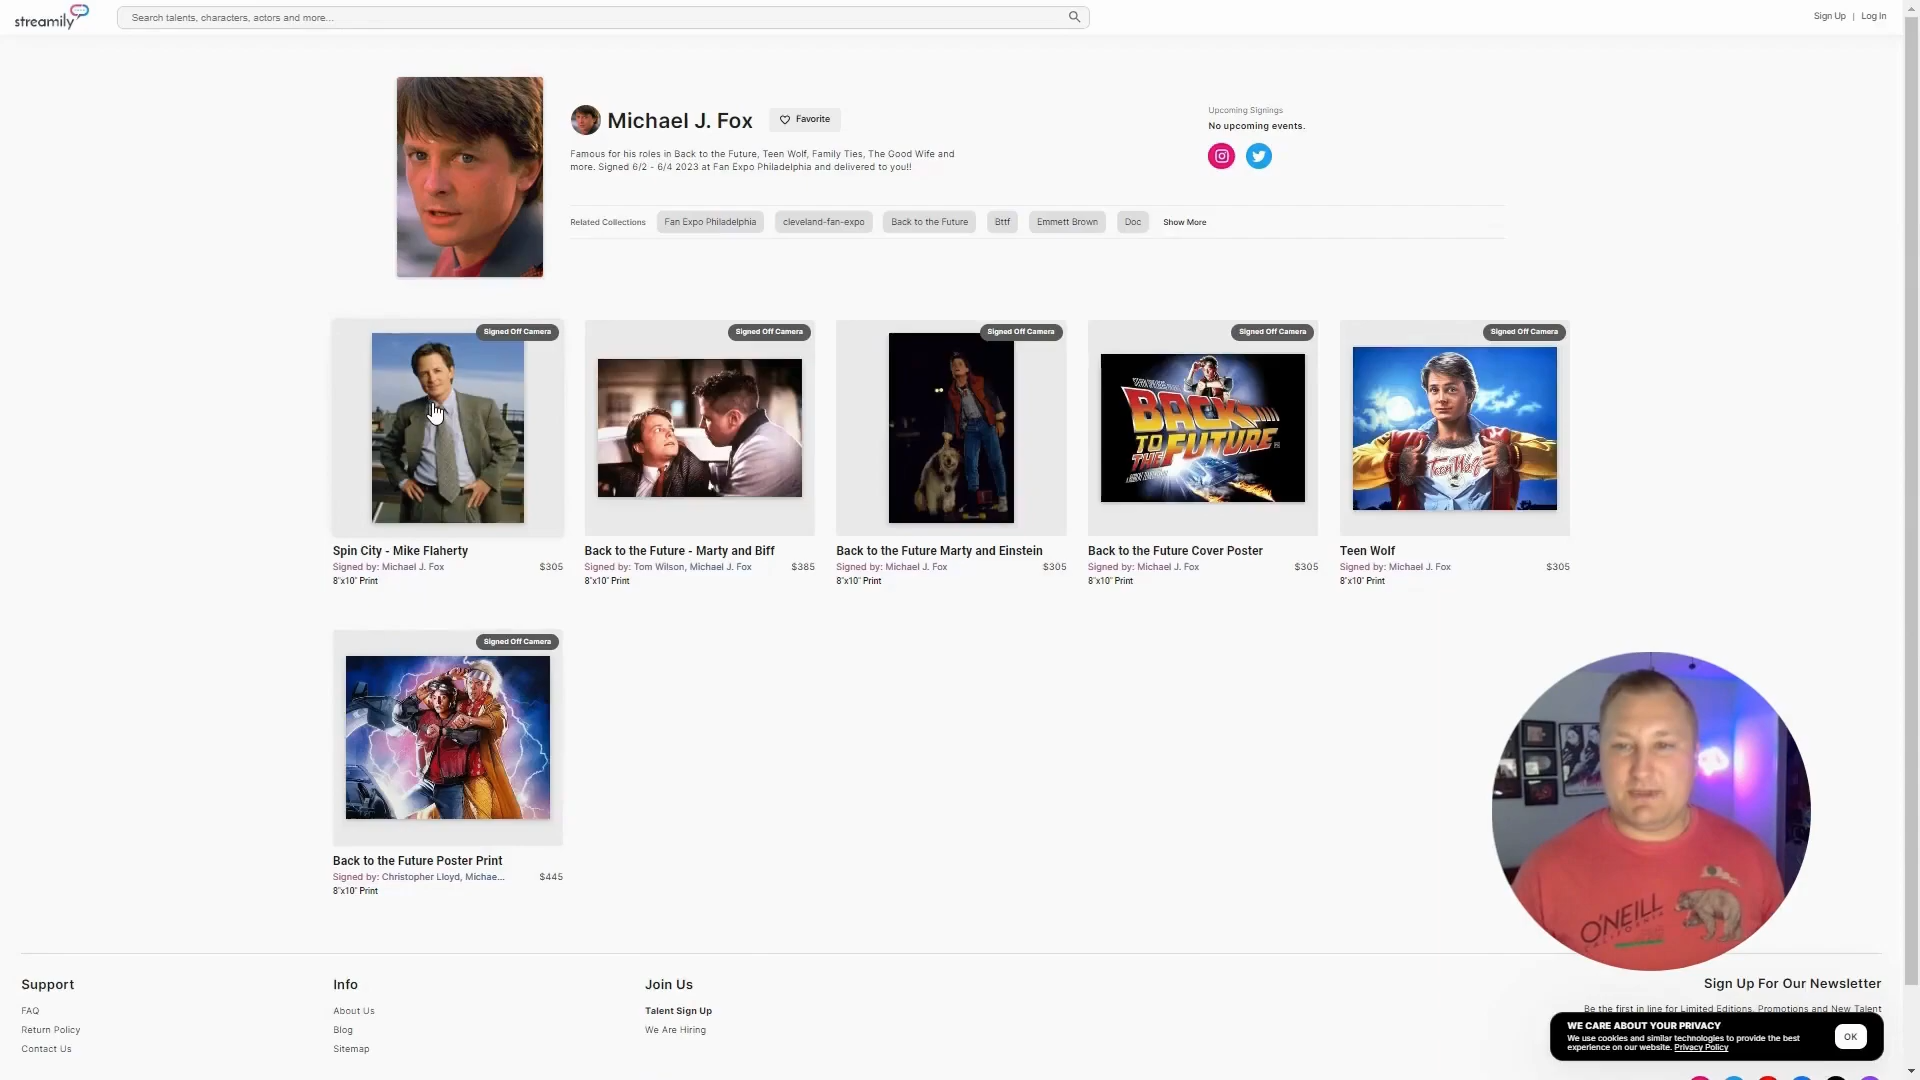 streamily
Search talents, characters, actors and more...
Sign Up | Log In
Michael J. Fox
Favorite
Famous for his roles in Back to the Future, Teen Wolf, Family Ties, The Good Wife and
more. Signed 6/2 - 6/4 2023 at Fan Expo Philadelphia and delivered to you!!
Upcoming Signings
No upcoming events.
Related Collections
Fan Expo Philadelphia
cleveland-fan-expo
Back to the Future
Bttf
Emmett Brown
Doc
Show More
Signed Off Camera
Signed Off Camera
Signed Off Camera
Signed Off Camera
Signed Off Camera
BACK
TO THE FUTURE
Teen Wolf
Spin City - Mike Flaherty
Signed by: Michael J. Fox
$305
8"x10" Print
Back to the Future - Marty and Biff
Signed by: Tom Wilson, Michael J. Fox
$385
8"x10" Print
Back to the Future Marty and Einstein
Signed by: Michael J. Fox
$305
8"x10" Print
Back to the Future Cover Poster
Signed by: Michael J. Fox
$305
8"x10" Print
Teen Wolf
Signed by: Michael J. Fox
$305
8"x10" Print
Signed Off Camera
Back to the Future Poster Print
Signed by: Christopher Lloyd, Michae...
$445
8"x10" Print
O'NEILL
CALIFORNIA
Support
FAQ
Return Policy
Contact Us
Info
About Us
Blog
Sitemap
Join Us
Talent Sign Up
We Are Hiring
Sign Up For Our Newsletter
Be the first in line for Limited Editions, Promotions and New Talent
WE CARE ABOUT YOUR PRIVACY
We use cookies and similar technologies to provide the best
experience on our website. Privacy Policy
OK